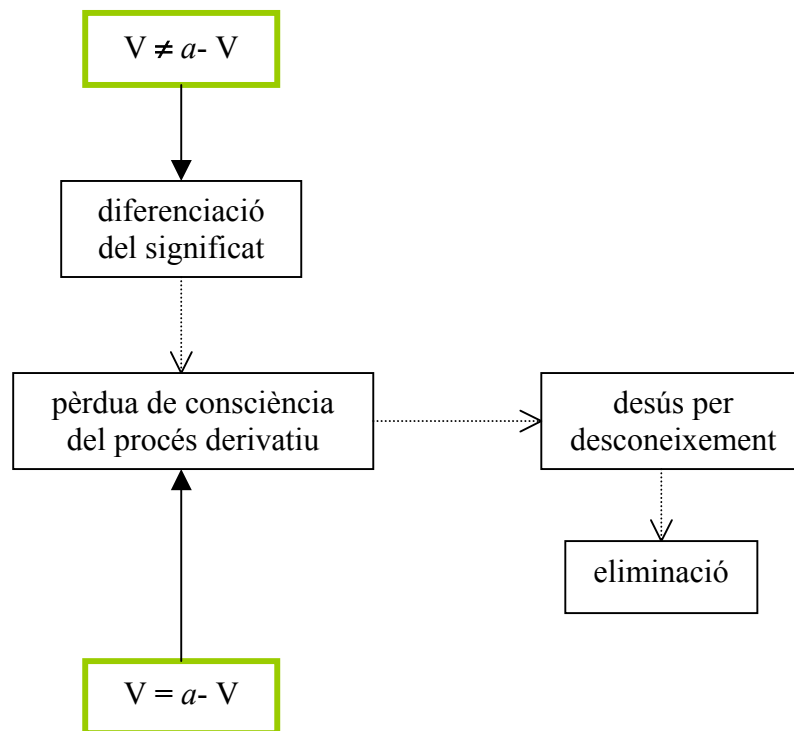 V ≠ a- V
diferenciació
del significat
pèrdua de consciència
del procés derivatiu
desús per
desconeixement
eliminació
V = a- V